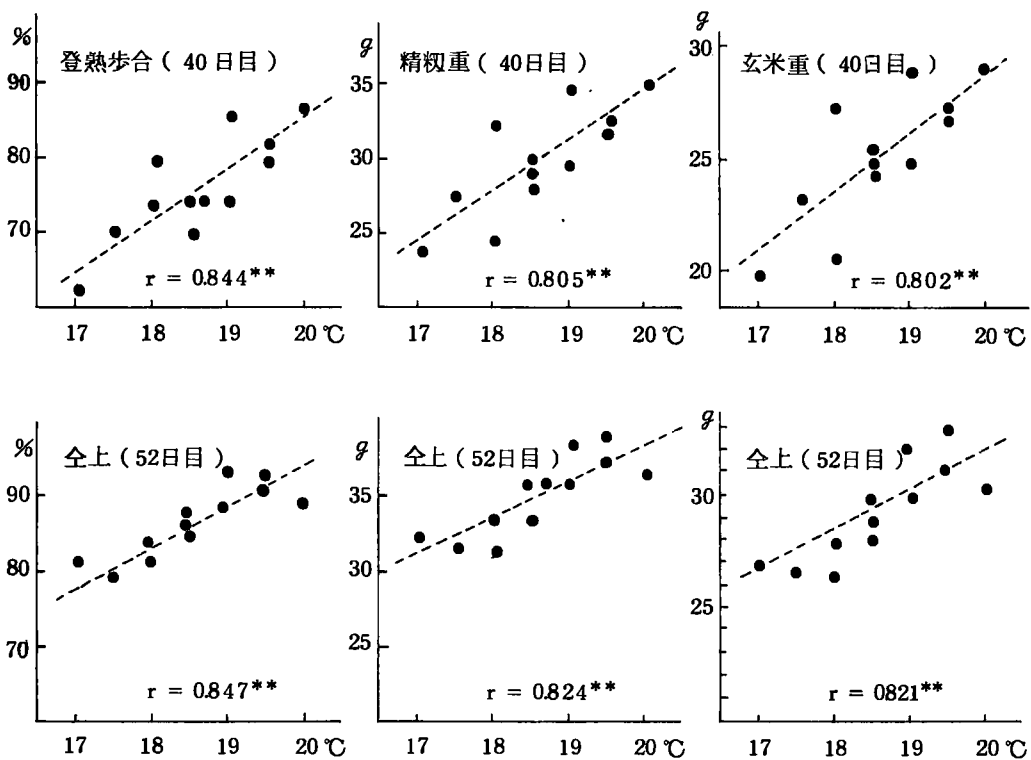 %
登熟歩合(40日目)
90
80
70
r = 0.844**
17 18 19 20℃
g
精籾重(40日目)
35
30
25
r = 0.805**
17 18 19 20℃
g
玄米重(40日目)
30
25
20
r = 0.802**
17 18 19 20℃
%
仝上(52日目)
90
80
70
r = 0.847**
17 18 19 20℃
g
仝上(52日目)
35
30
25
r = 0.824**
17 18 19 20℃
g
仝上(52日目)
30
25
r = 0821**
17 18 19 20℃